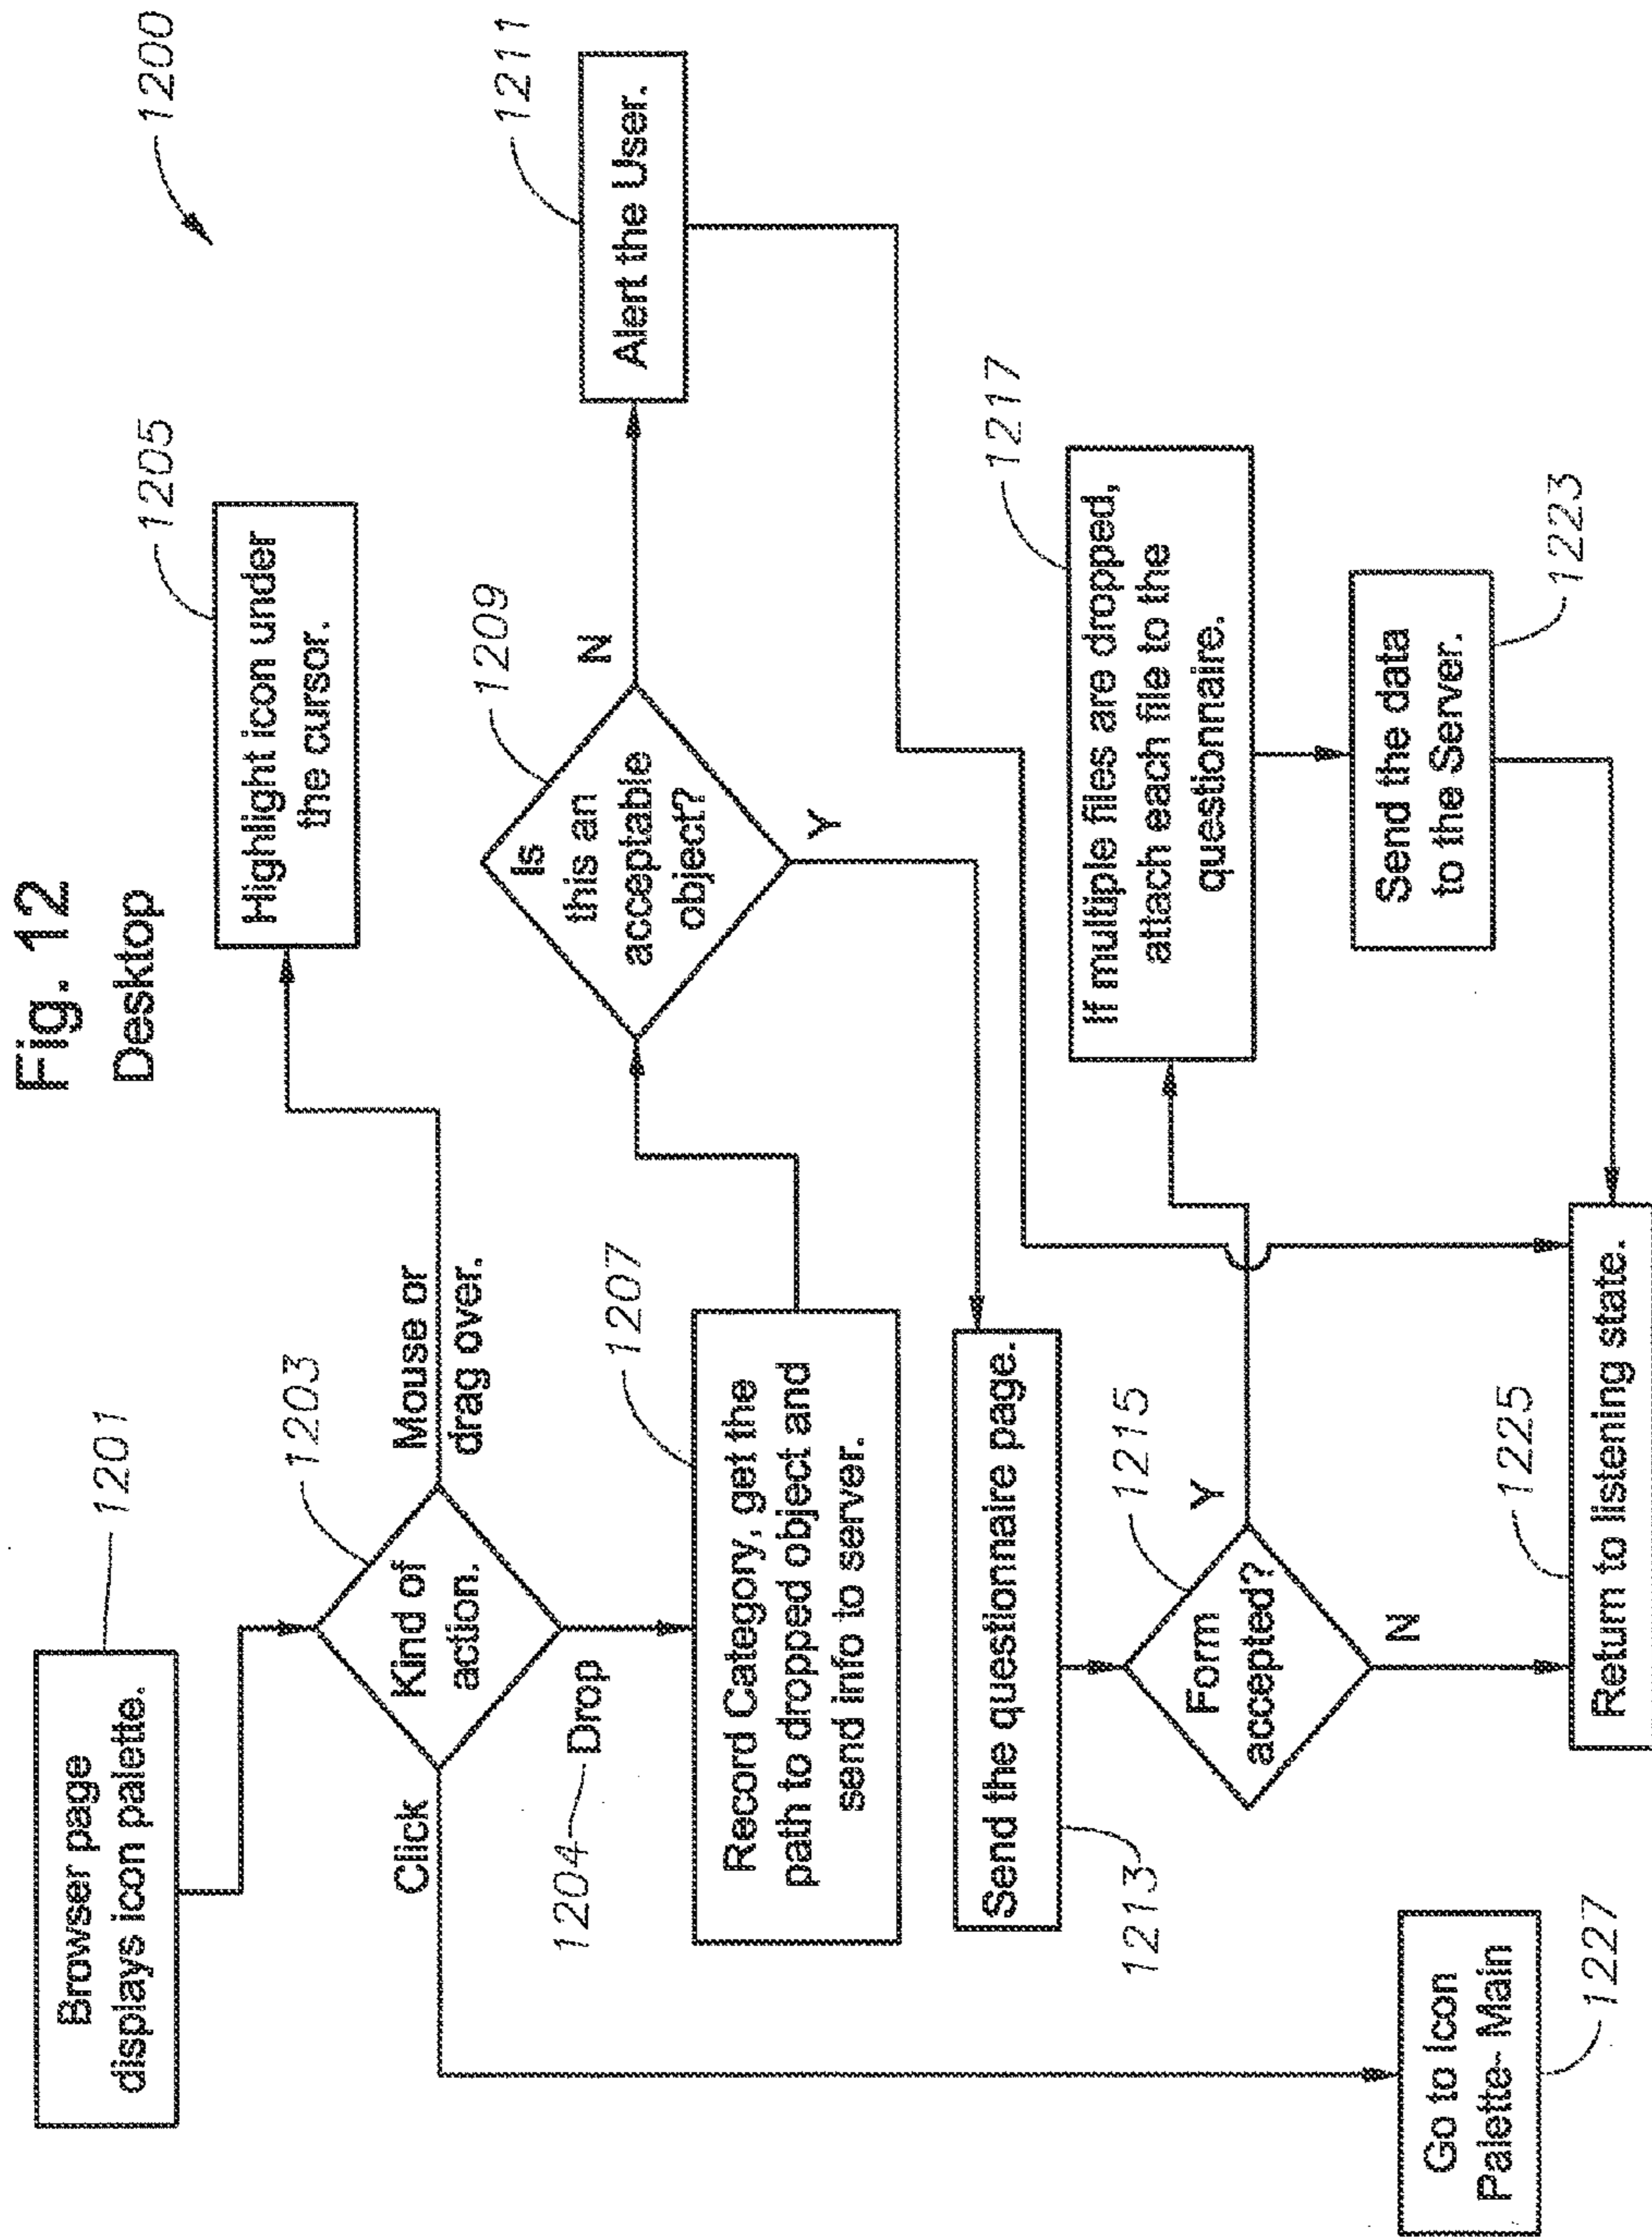 Fig. 12
Desktop
1200
Browser page
displays icon palette.
1201
Kind of
action.
1203
Mouse or
drag over.
Highlight icon under
the cursor.
1205
Click
1204
Drop
Record Category, get the
path to dropped object and
send info to server.
1207
Is
this an
acceptable
object?
1209
N
Y
Alert the User.
1211
Send the questionnaire page.
1213
Form
accepted?
1215
Y
N
If multiple files are dropped,
attach each file to the
questionnaire.
1217
Send the data
to the Server.
1223
Return to listening state.
1225
Go to Icon
Palette- Main
1227